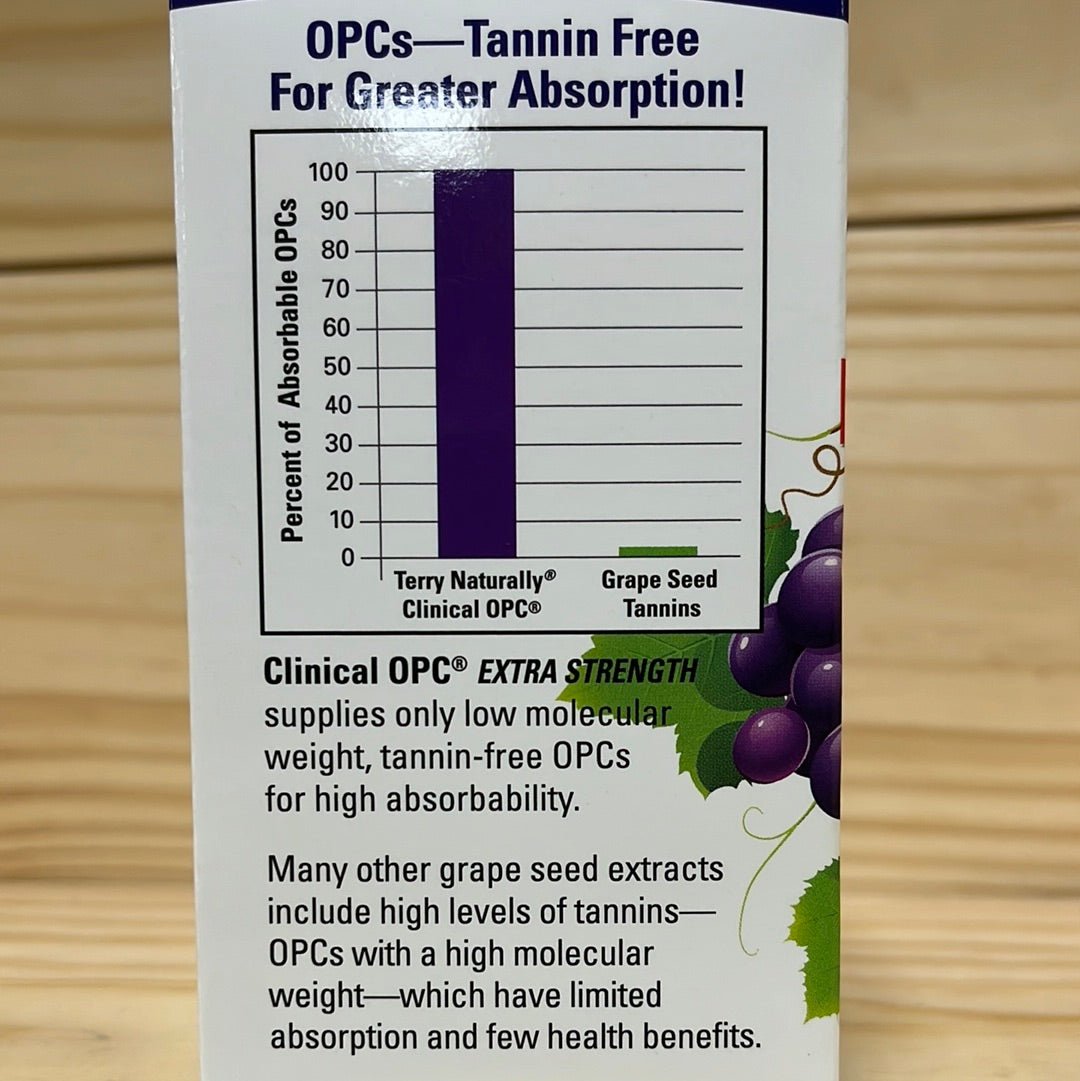 OPCs—Tannin Free
For Greater Absorption!
Percent of Absorbable OPCs
100
90
80
70
60
50
40
30
20
10
0
Terry Naturally®
Clinical OPC®
Grape Seed
Tannins
Clinical OPC® EXTRA STRENGTH
supplies only low molecular
weight, tannin-free OPCs
for high absorbability.
Many other grape seed extracts
include high levels of tannins—
OPCs with a high molecular
weight—which have limited
absorption and few health benefits.